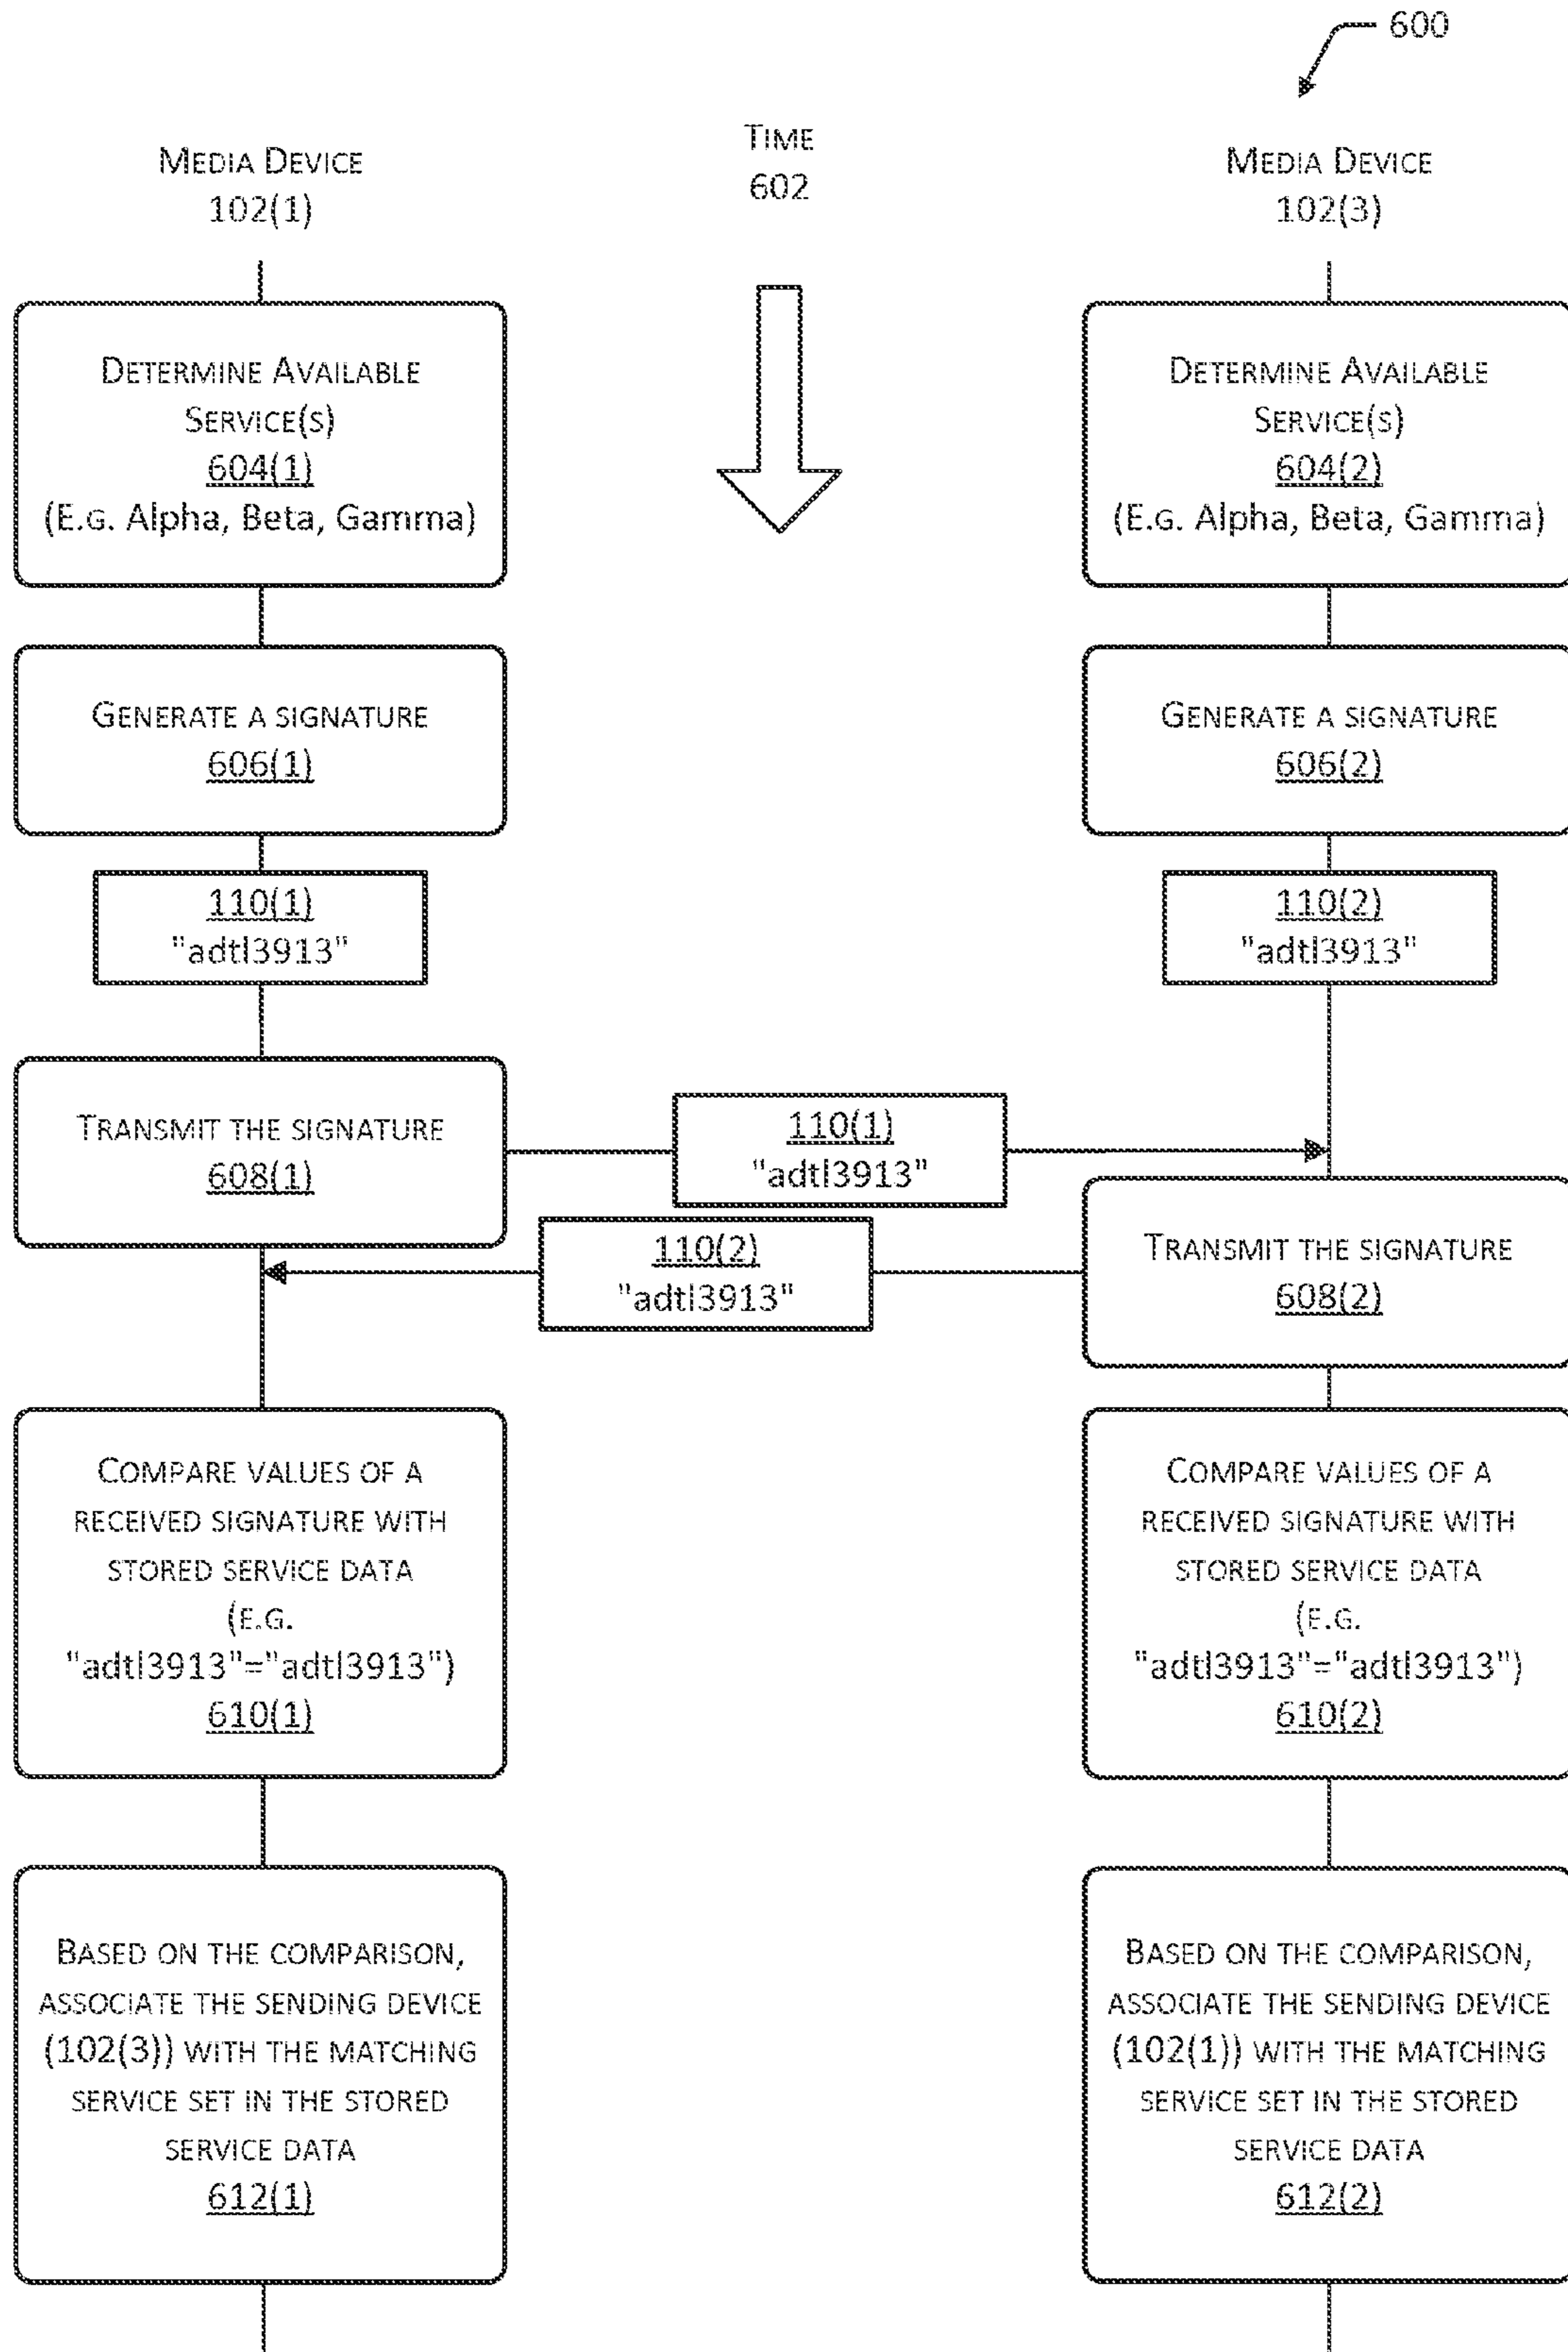 600
TIME
602
MEDIA DEVICE
102(1)
MEDIA DEVICE
102(3)
DETERMINE AVAILABLE
SERVICE(S)
604(1)
(E.G. Alpha, Beta, Gamma)
DETERMINE AVAILABLE
SERVICE(S)
604(2)
(E.G. Alpha, Beta, Gamma)
GENERATE A SIGNATURE
606(1)
GENERATE A SIGNATURE
606(2)
110(1)
"adtl3913"
110(2)
"adtl3913"
TRANSMIT THE SIGNATURE
608(1)
110(1)
"adtl3913"
110(2)
"adtl3913"
TRANSMIT THE SIGNATURE
608(2)
COMPARE VALUES OF A
RECEIVED SIGNATURE WITH
STORED SERVICE DATA
(E.G.
"adtl3913"="adtl3913")
610(1)
COMPARE VALUES OF A
RECEIVED SIGNATURE WITH
STORED SERVICE DATA
(E.G.
"adtl3913"="adtl3913")
610(2)
BASED ON THE COMPARISON,
ASSOCIATE THE SENDING DEVICE
(102(3)) WITH THE MATCHING
SERVICE SET IN THE STORED
SERVICE DATA
612(1)
BASED ON THE COMPARISON,
ASSOCIATE THE SENDING DEVICE
(102(1)) WITH THE MATCHING
SERVICE SET IN THE STORED
SERVICE DATA
612(2)